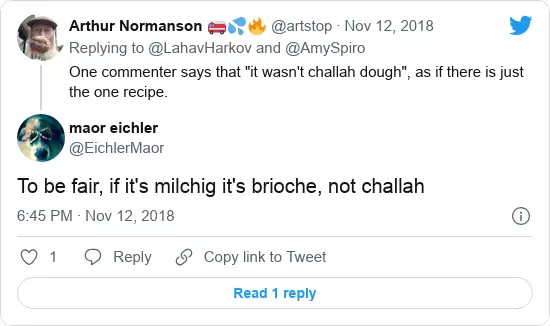 Arthur Normanson 🚒💦🔥 @artstop · Nov 12, 2018
Replying to @LahavHarkov and @AmySpiro
One commenter says that "it wasn't challah dough", as if there is just
the one recipe.
maor eichler
@EichlerMaor
To be fair, if it's milchig it's brioche, not challah
6:45 PM · Nov 12, 2018
1 Reply Copy link to Tweet
Read 1 reply